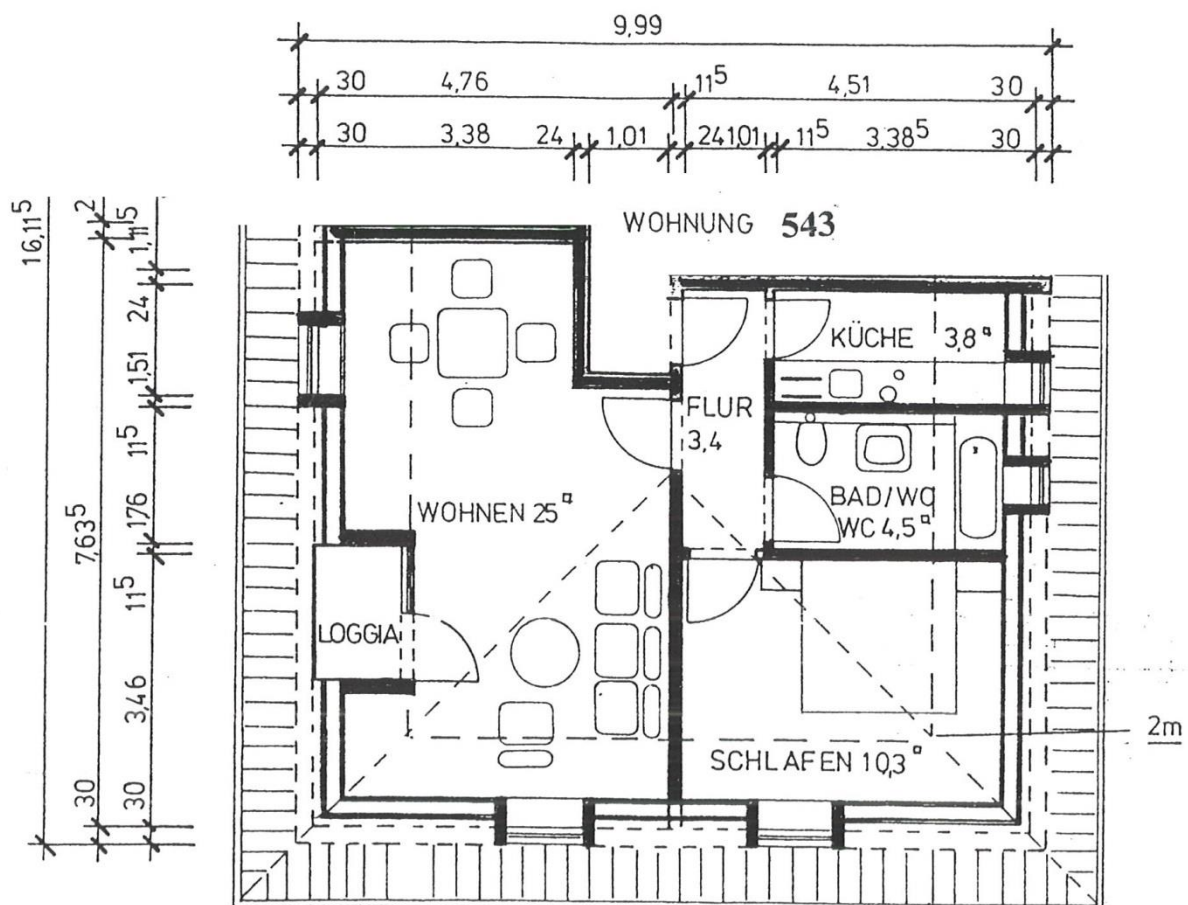 9,99
30 4,76 11⁵ 4,51 30
30 3,38 24 1,01 24 1,01 11⁵ 3,38⁵ 30
WOHNUNG 543
16,11⁵
2
7,63⁵
30
1,11⁵
24
1,51
11⁵
1,76
11⁵
3,46
30
KÜCHE 3,8 ▫
FLUR
3,4
WOHNEN 25 ▫
BAD/WC
WC 4,5 ▫
LOGGIA
SCHLAFEN 10,3 ▫
2m